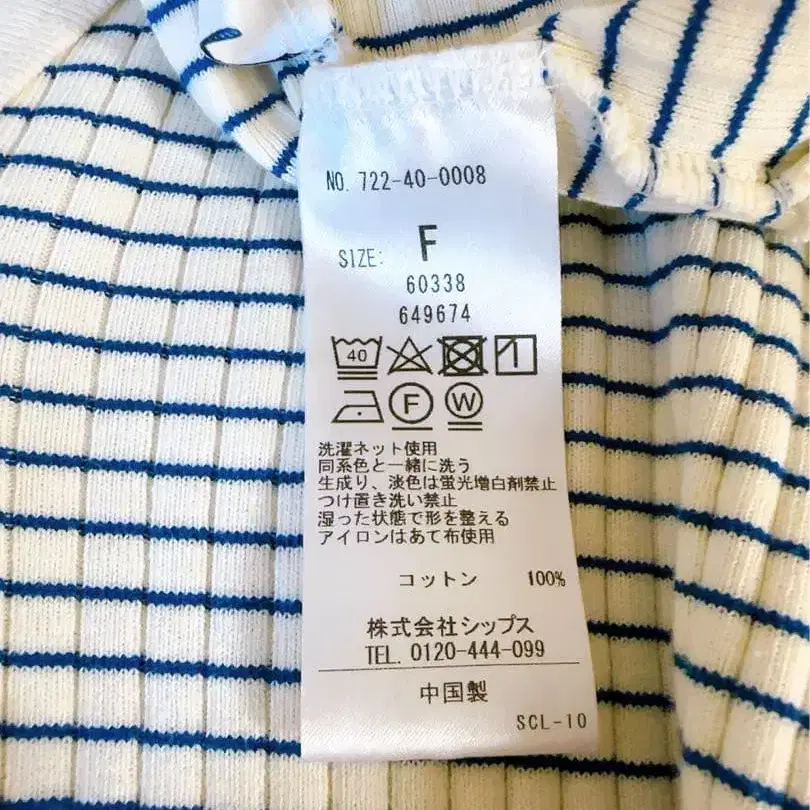 NO. 722-40-0008
SIZE: F
60338
649674
40
F W
洗濯ネット使用
同系色と一緒に洗う
生成り、淡色は蛍光増白剤禁止
つけ置き洗い禁止
湿った状態で形を整える
アイロンはあて布使用
コットン 100%
株式会社シップス
TEL. 0120-444-099
中国製
SCL-10